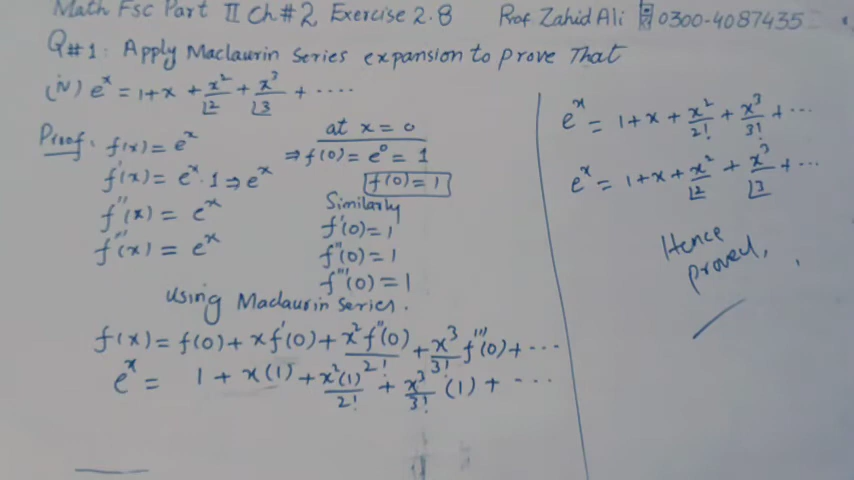 Math Fsc Part II Ch#2, Exercise 2.8 Prof Zahid Ali 0300-4087435
Q#1: Apply Maclaurin Series expansion to prove That
(iv) eˣ = 1+x + x²/⌊2 + x³/⌊3 + ....
Proof. f(x) = eˣ
f'(x) = eˣ.1 ⇒ eˣ
f''(x) = eˣ
f'''(x) = eˣ
at x = 0
⇒ f(0) = e⁰ = 1
f(0) = 1
Similarly
f'(0) = 1
f''(0) = 1
f'''(0) = 1
using Maclaurin Series.
f(x) = f(0) + xf'(0) + x²f''(0)/2! + x³/3! f'''(0) + ...
eˣ = 1 + x(1) + x²(1)/2! + x³/3! (1) + ...
eˣ = 1+x + x²/2! + x³/3! + ...
eˣ = 1+x + x²/⌊2 + x³/⌊3 + ...
Hence
proved,